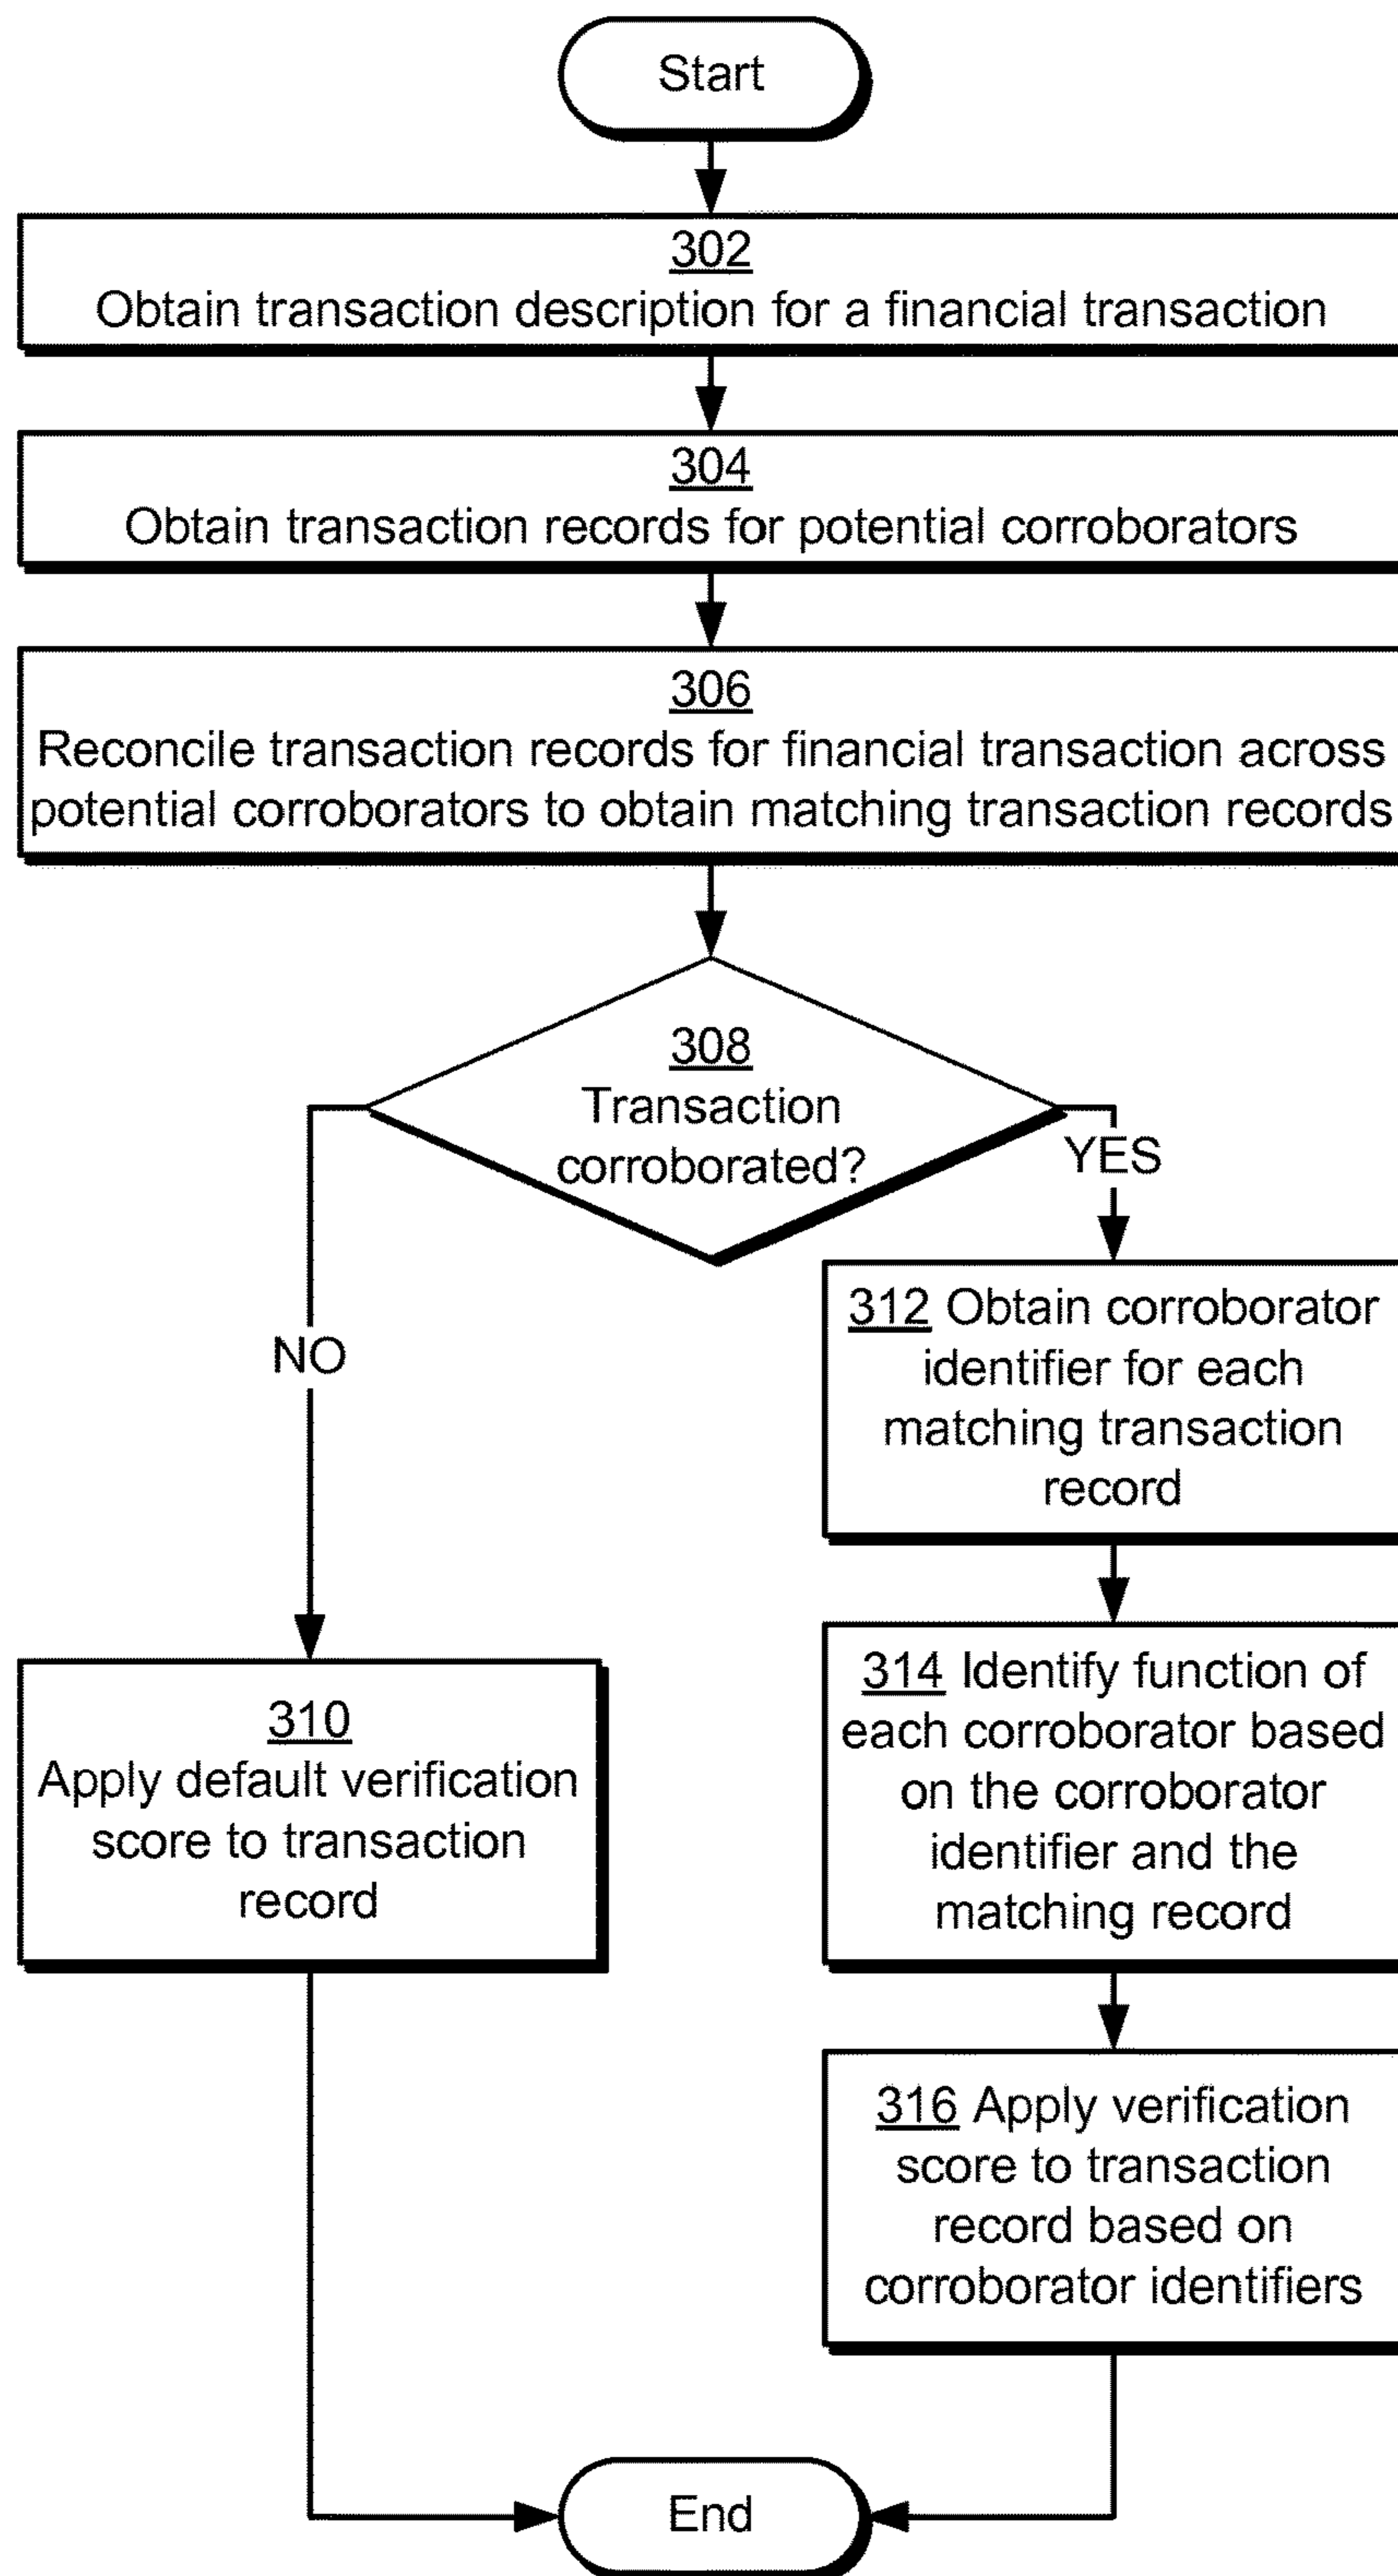 Start
302
Obtain transaction description for a financial transaction
304
Obtain transaction records for potential corroborators
306
Reconcile transaction records for financial transaction across
potential corroborators to obtain matching transaction records
308
Transaction
corroborated?
YES
NO
312 Obtain corroborator
identifier for each
matching transaction
record
314 Identify function of
each corroborator based
on the corroborator
identifier and the
matching record
310
Apply default verification
score to transaction
record
316 Apply verification
score to transaction
record based on
corroborator identifiers
End